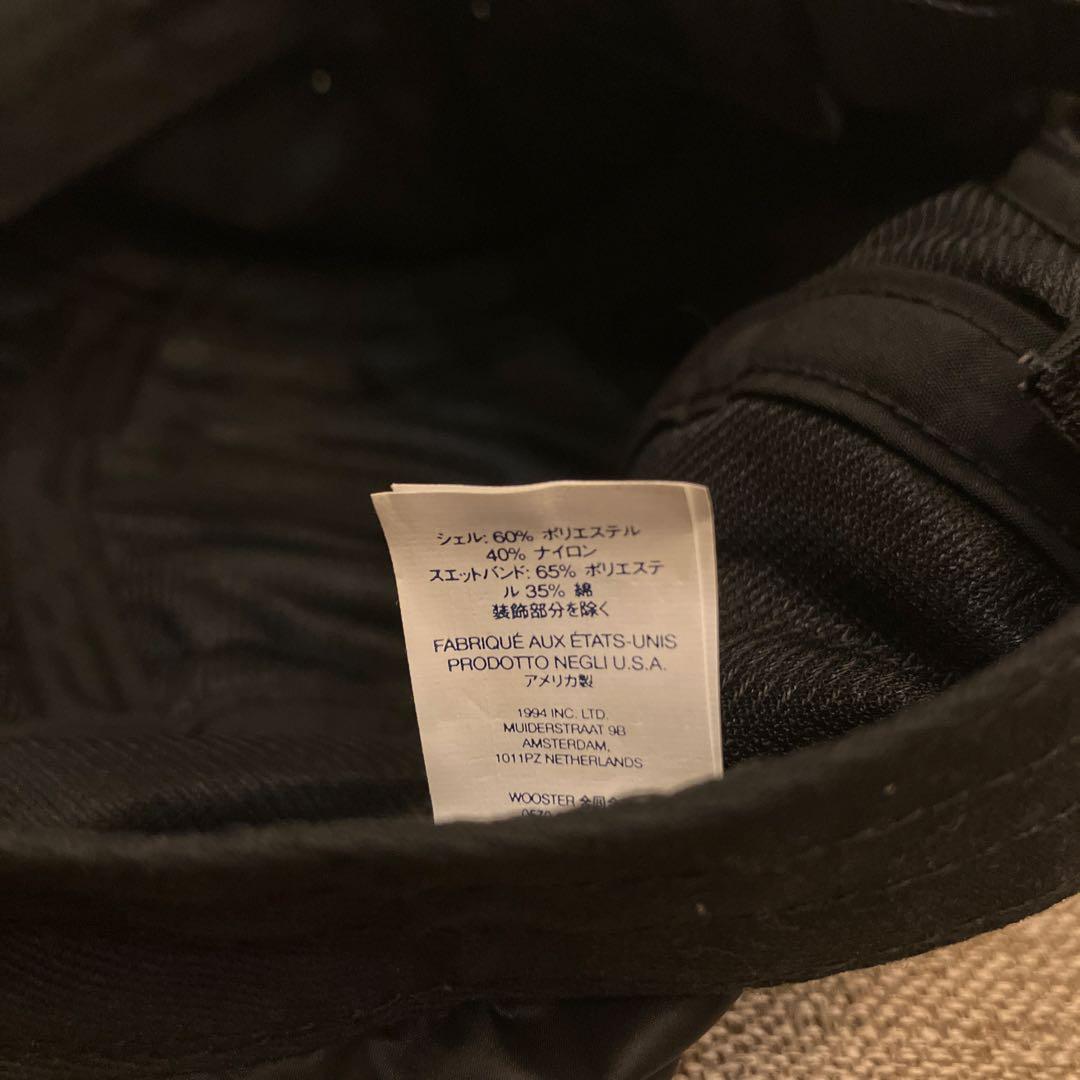 シェル: 60% ポリエステル
40% ナイロン
スエットバンド: 65% ポリエステ
ル 35% 綿
装飾部分を除く
FABRIQUÉ AUX ÉTATS-UNIS
PRODOTTO NEGLI U.S.A.
アメリカ製
1994 INC. LTD.
MUIDERSTRAAT 9B
AMSTERDAM,
1011PZ NETHERLANDS
WOOSTER